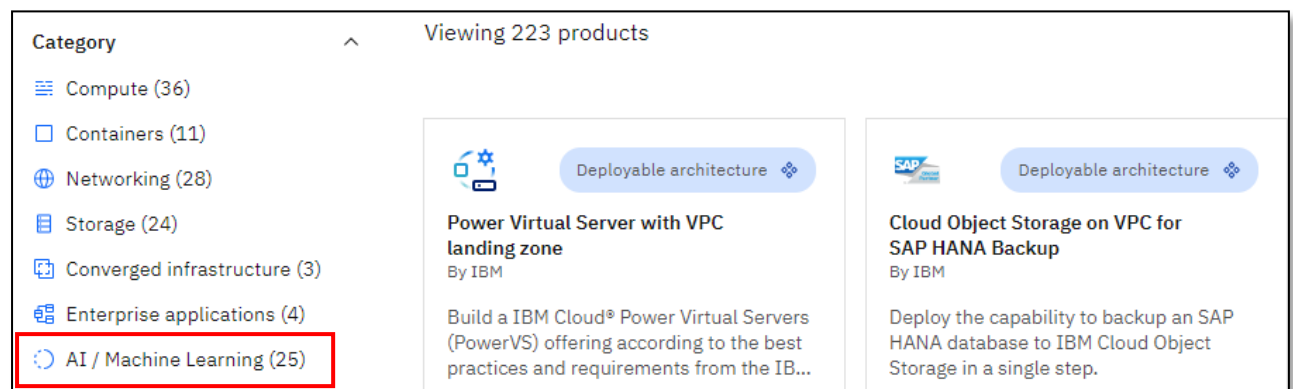 Category
Compute (36)
Containers (11)
Networking (28)
Storage (24)
Converged infrastructure (3)
Enterprise applications (4)
AI / Machine Learning (25)
Viewing 223 products
Deployable architecture
Power Virtual Server with VPC
landing zone
By IBM
Build a IBM Cloud® Power Virtual Servers
(PowerVS) offering according to the best
practices and requirements from the IB...
SAP
Deployable architecture
Cloud Object Storage on VPC for
SAP HANA Backup
By IBM
Deploy the capability to backup an SAP
HANA database to IBM Cloud Object
Storage in a single step.